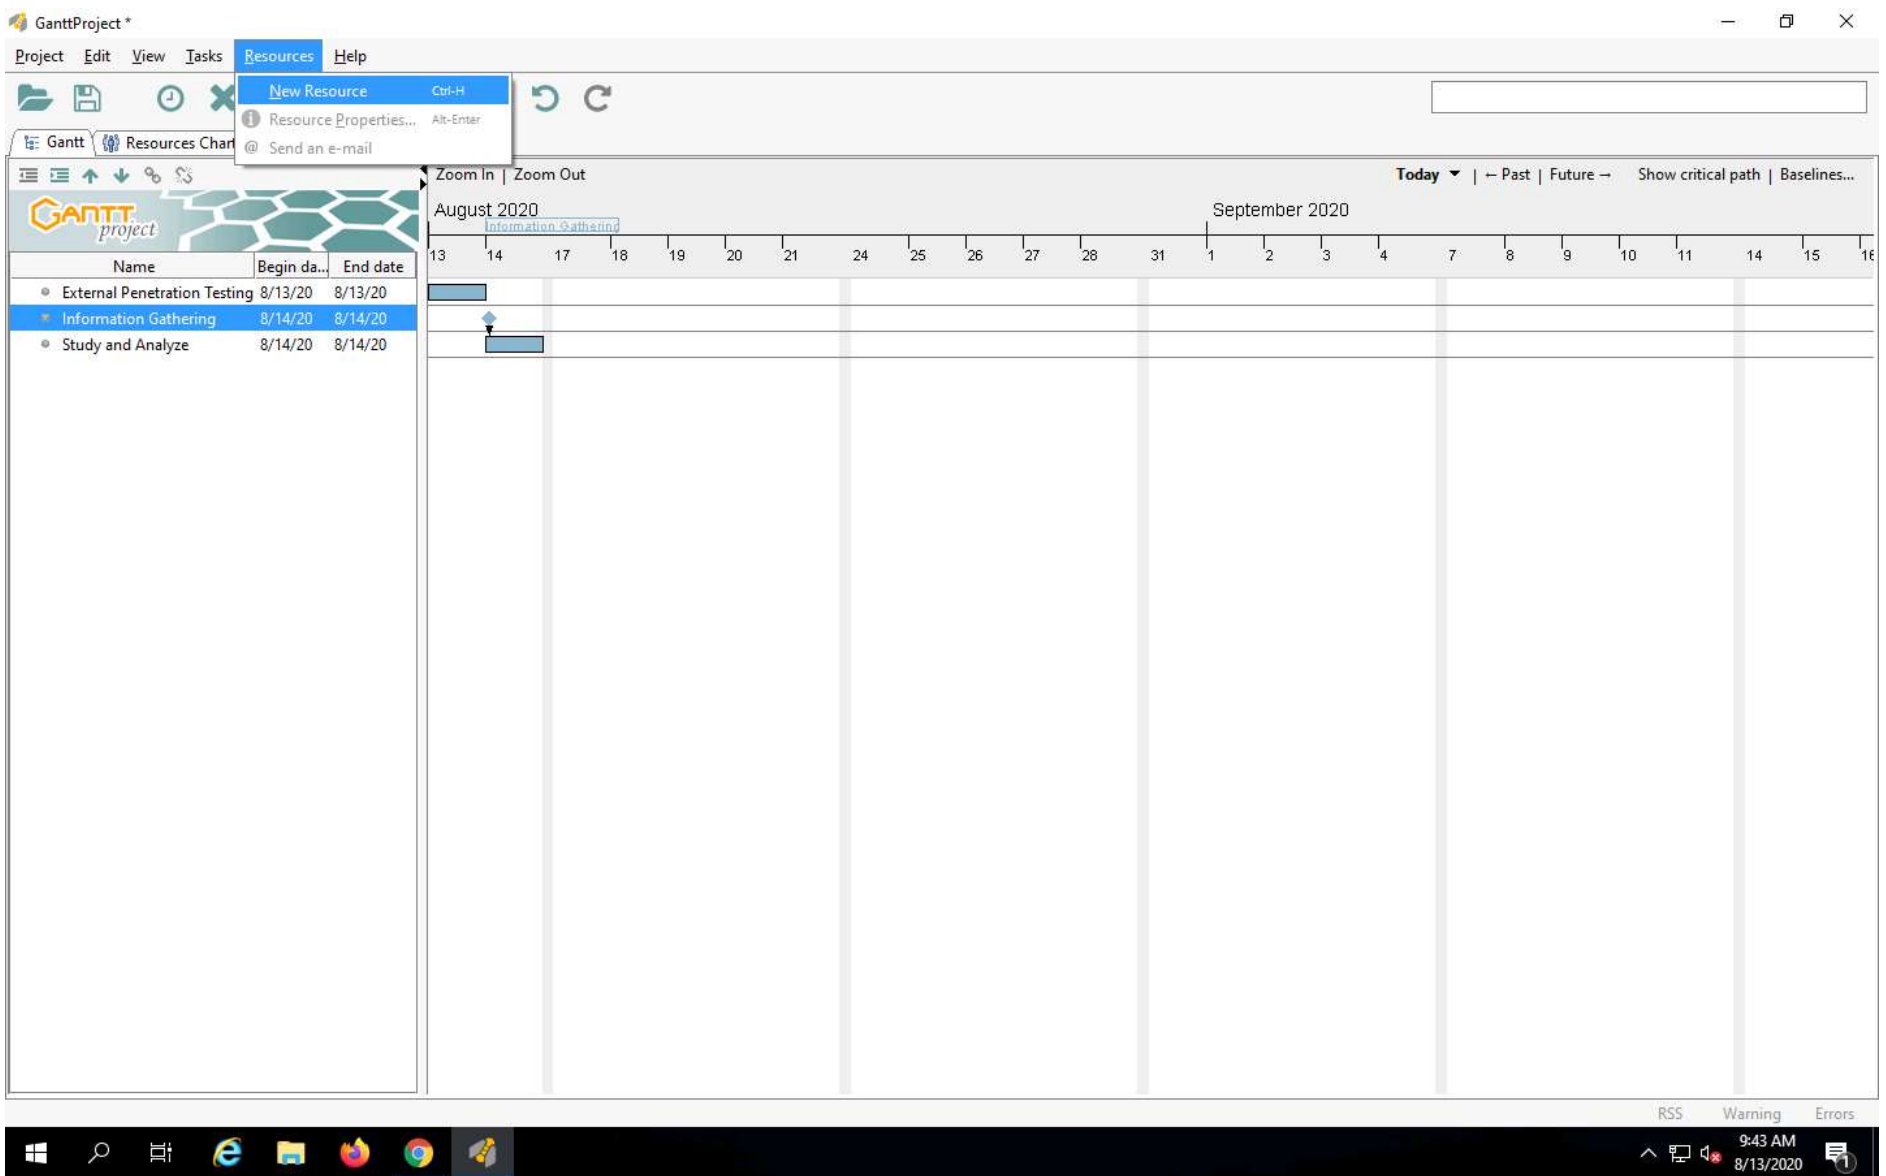 GanttProject *
Project Edit View Tasks Resources Help
New Resource Ctrl-H
Resource Properties... Alt-Enter
@ Send an e-mail
Gantt Resources Chart
Zoom In | Zoom Out Today | ← Past | Future → Show critical path | Baselines...
GANTT
project
August 2020 September 2020
Information Gathering
13 14 17 18 19 20 21 24 25 26 27 28 31 1 2 3 4 7 8 9 10 11 14 15 16
Name Begin da... End date
External Penetration Testing 8/13/20 8/13/20
Information Gathering 8/14/20 8/14/20
Study and Analyze 8/14/20 8/14/20
RSS Warning Errors
9:43 AM
8/13/2020
1